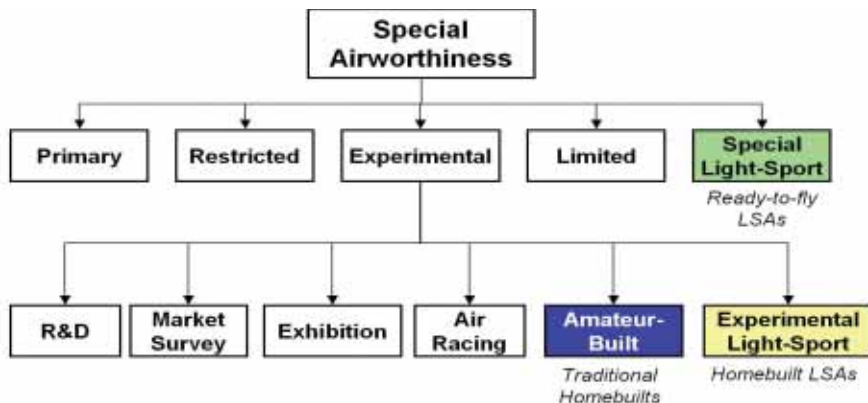 Special
Airworthiness
Primary
Restricted
Experimental
Limited
Special
Light-Sport
Ready-to-fly
LSAs
R&D
Market
Survey
Exhibition
Air
Racing
Amateur-
Built
Experimental
Light-Sport
Traditional
Homebuilts
Homebuilt LSAs